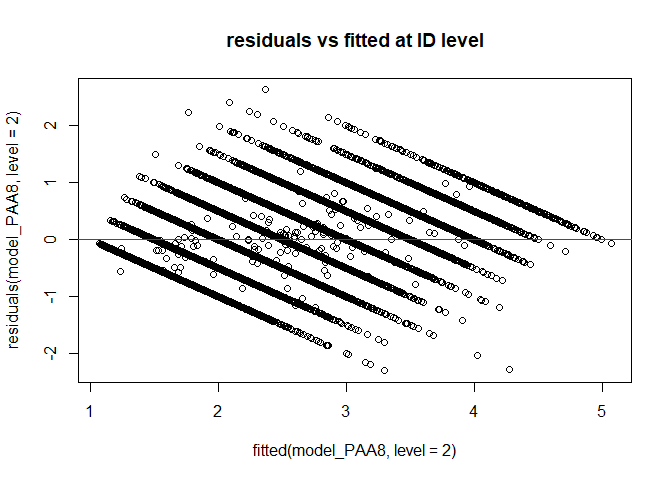 residuals vs fitted at ID level
residuals(model_PAA8, level = 2)
2
1
0
-1
-2
1 2 3 4 5
fitted(model_PAA8, level = 2)